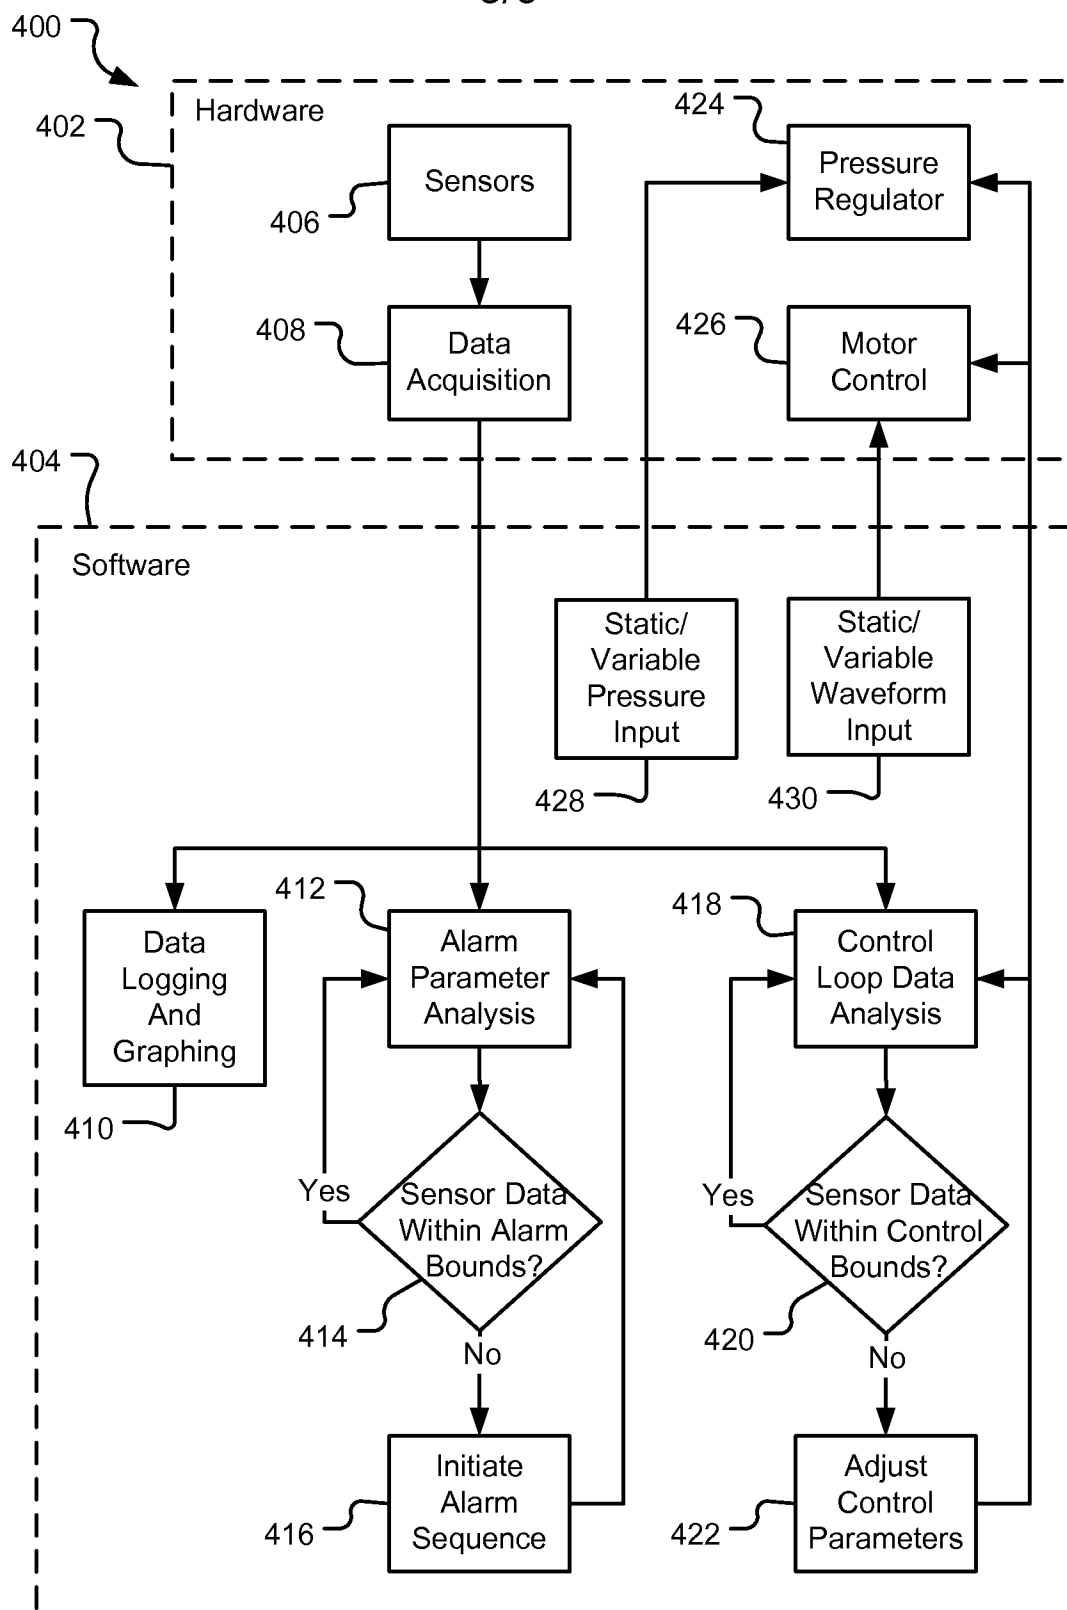 400
Hardware
402
424
Sensors
Pressure
Regulator
406
408
Data
Acquisition
426
Motor
Control
404
Software
Static/
Variable
Pressure
Input
Static/
Variable
Waveform
Input
428
430
412
418
Data
Logging
And
Graphing
Alarm
Parameter
Analysis
Control
Loop Data
Analysis
410
Yes
Sensor Data
Within Alarm
Bounds?
Yes
Sensor Data
Within Control
Bounds?
414
420
No
No
Initiate
Alarm
Sequence
Adjust
Control
Parameters
416
422